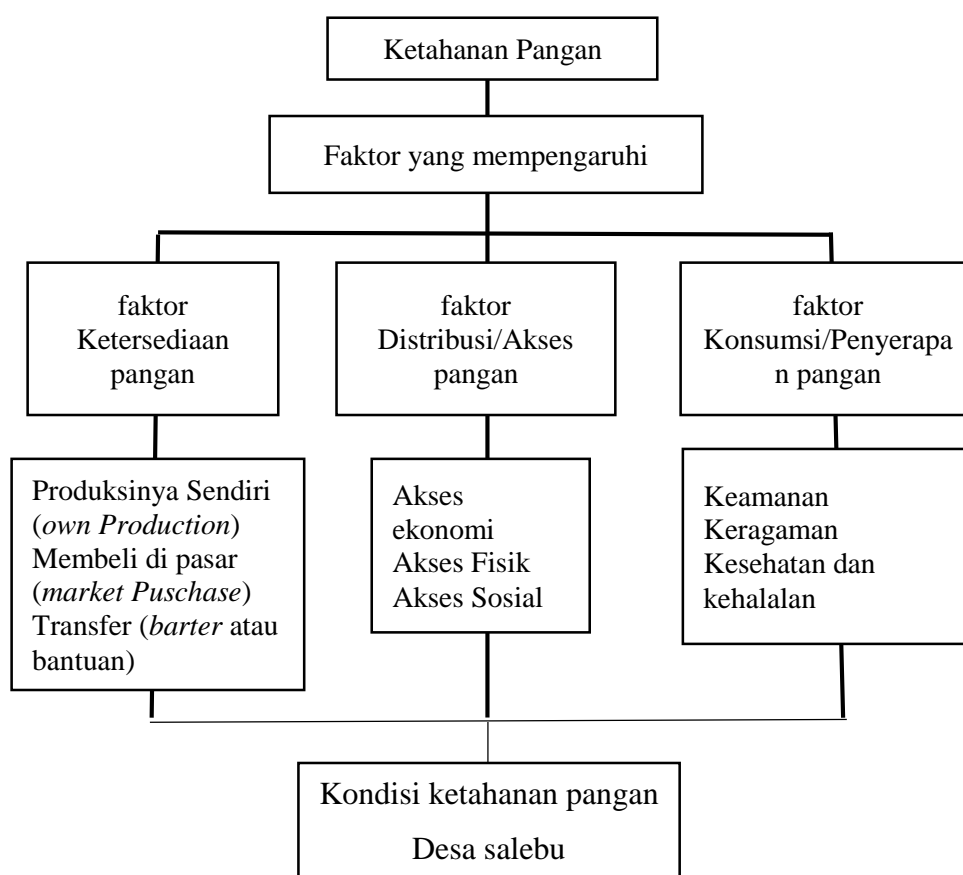 Ketahanan Pangan
Faktor yang mempengaruhi
faktor
Ketersediaan
pangan
faktor
Distribusi/Akses
pangan
faktor
Konsumsi/Penyerapa
n pangan
Produksinya Sendiri
(own Production)
Membeli di pasar
(market Puschase)
Transfer (barter atau
bantuan)
Akses
ekonomi
Akses Fisik
Akses Sosial
Keamanan
Keragaman
Kesehatan dan
kehalalan
Kondisi ketahanan pangan
Desa salebu